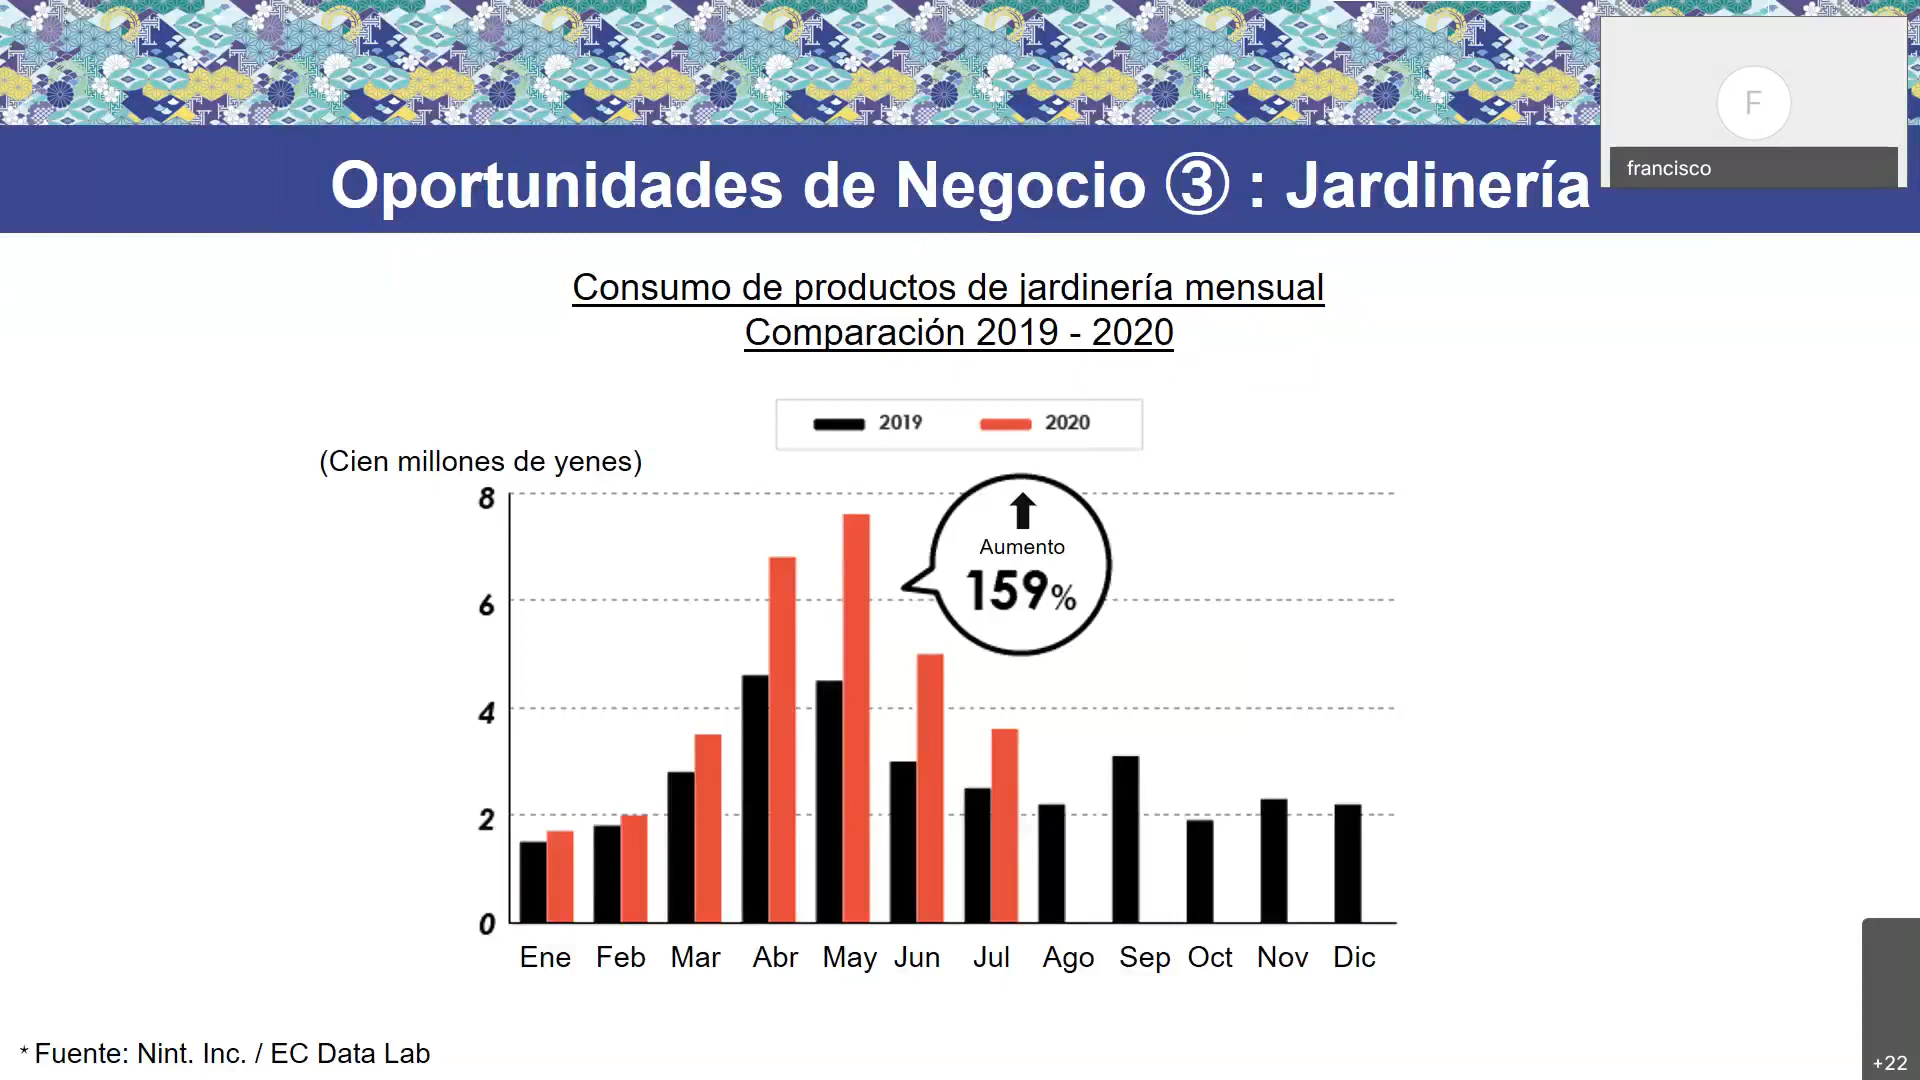 F
francisco
Oportunidades de Negocio ③ : Jardinería
Consumo de productos de jardinería mensual
Comparación 2019 - 2020
2019 2020
(Cien millones de yenes)
8
6
4
2
0
Aumento
159%
Ene Feb Mar Abr May Jun Jul Ago Sep Oct Nov Dic
* Fuente: Nint. Inc. / EC Data Lab
+22